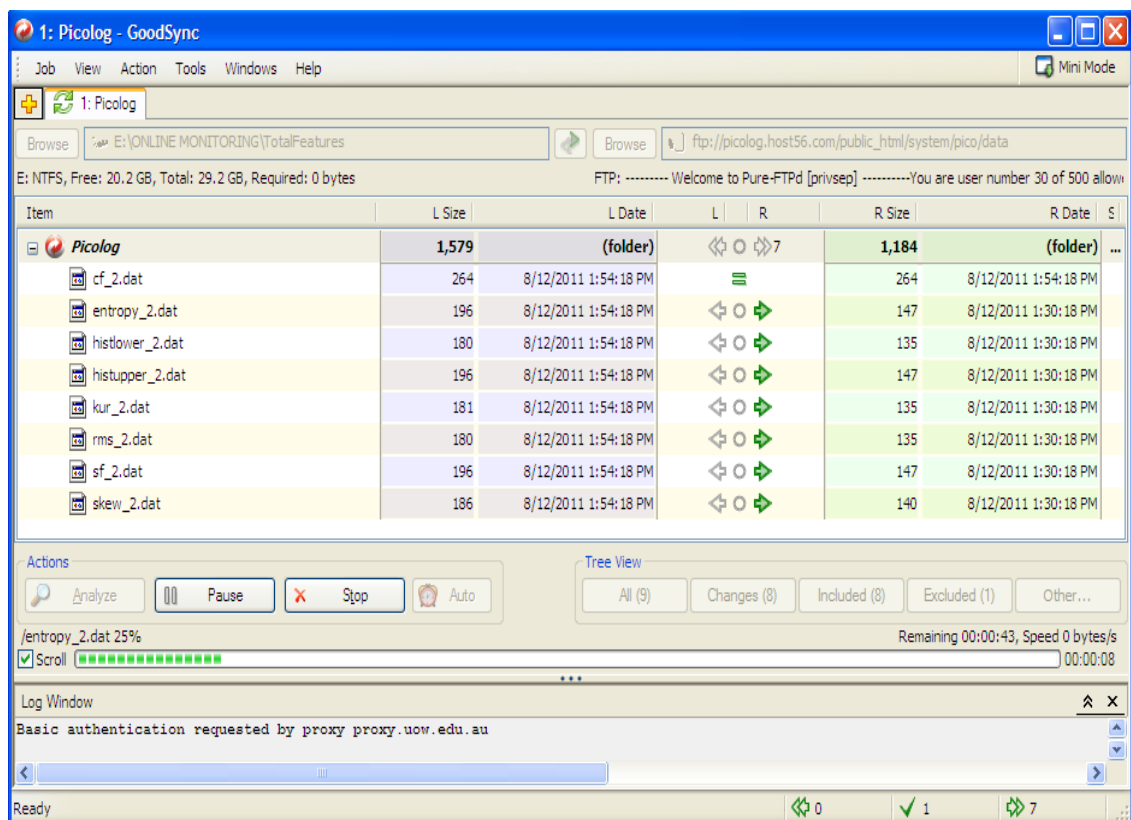 1: Picolog - GoodSync
Job View Action Tools Windows Help Mini Mode
1: Picolog
Browse E:\ONLINE MONITORING\TotalFeatures Browse ftp://picolog.host56.com/public_html/system/pico/data
E: NTFS, Free: 20.2 GB, Total: 29.2 GB, Required: 0 bytes FTP: --------- Welcome to Pure-FTPd [privsep] ----------You are user number 30 of 500 allow
Item L Size L Date L R R Size R Date S
Picolog 1,579 (folder) 7 1,184 (folder) ...
cf_2.dat 264 8/12/2011 1:54:18 PM 264 8/12/2011 1:54:18 PM
entropy_2.dat 196 8/12/2011 1:54:18 PM 147 8/12/2011 1:30:18 PM
histlower_2.dat 180 8/12/2011 1:54:18 PM 135 8/12/2011 1:30:18 PM
histupper_2.dat 196 8/12/2011 1:54:18 PM 147 8/12/2011 1:30:18 PM
kur_2.dat 181 8/12/2011 1:54:18 PM 135 8/12/2011 1:30:18 PM
rms_2.dat 180 8/12/2011 1:54:18 PM 135 8/12/2011 1:30:18 PM
sf_2.dat 196 8/12/2011 1:54:18 PM 147 8/12/2011 1:30:18 PM
skew_2.dat 186 8/12/2011 1:54:18 PM 140 8/12/2011 1:30:18 PM
Actions Tree View
Analyze Pause Stop Auto All (9) Changes (8) Included (8) Excluded (1) Other...
/entropy_2.dat 25% Remaining 00:00:43, Speed 0 bytes/s
Scroll 00:00:08
Log Window
Basic authentication requested by proxy proxy.uow.edu.au
Ready 0 1 7